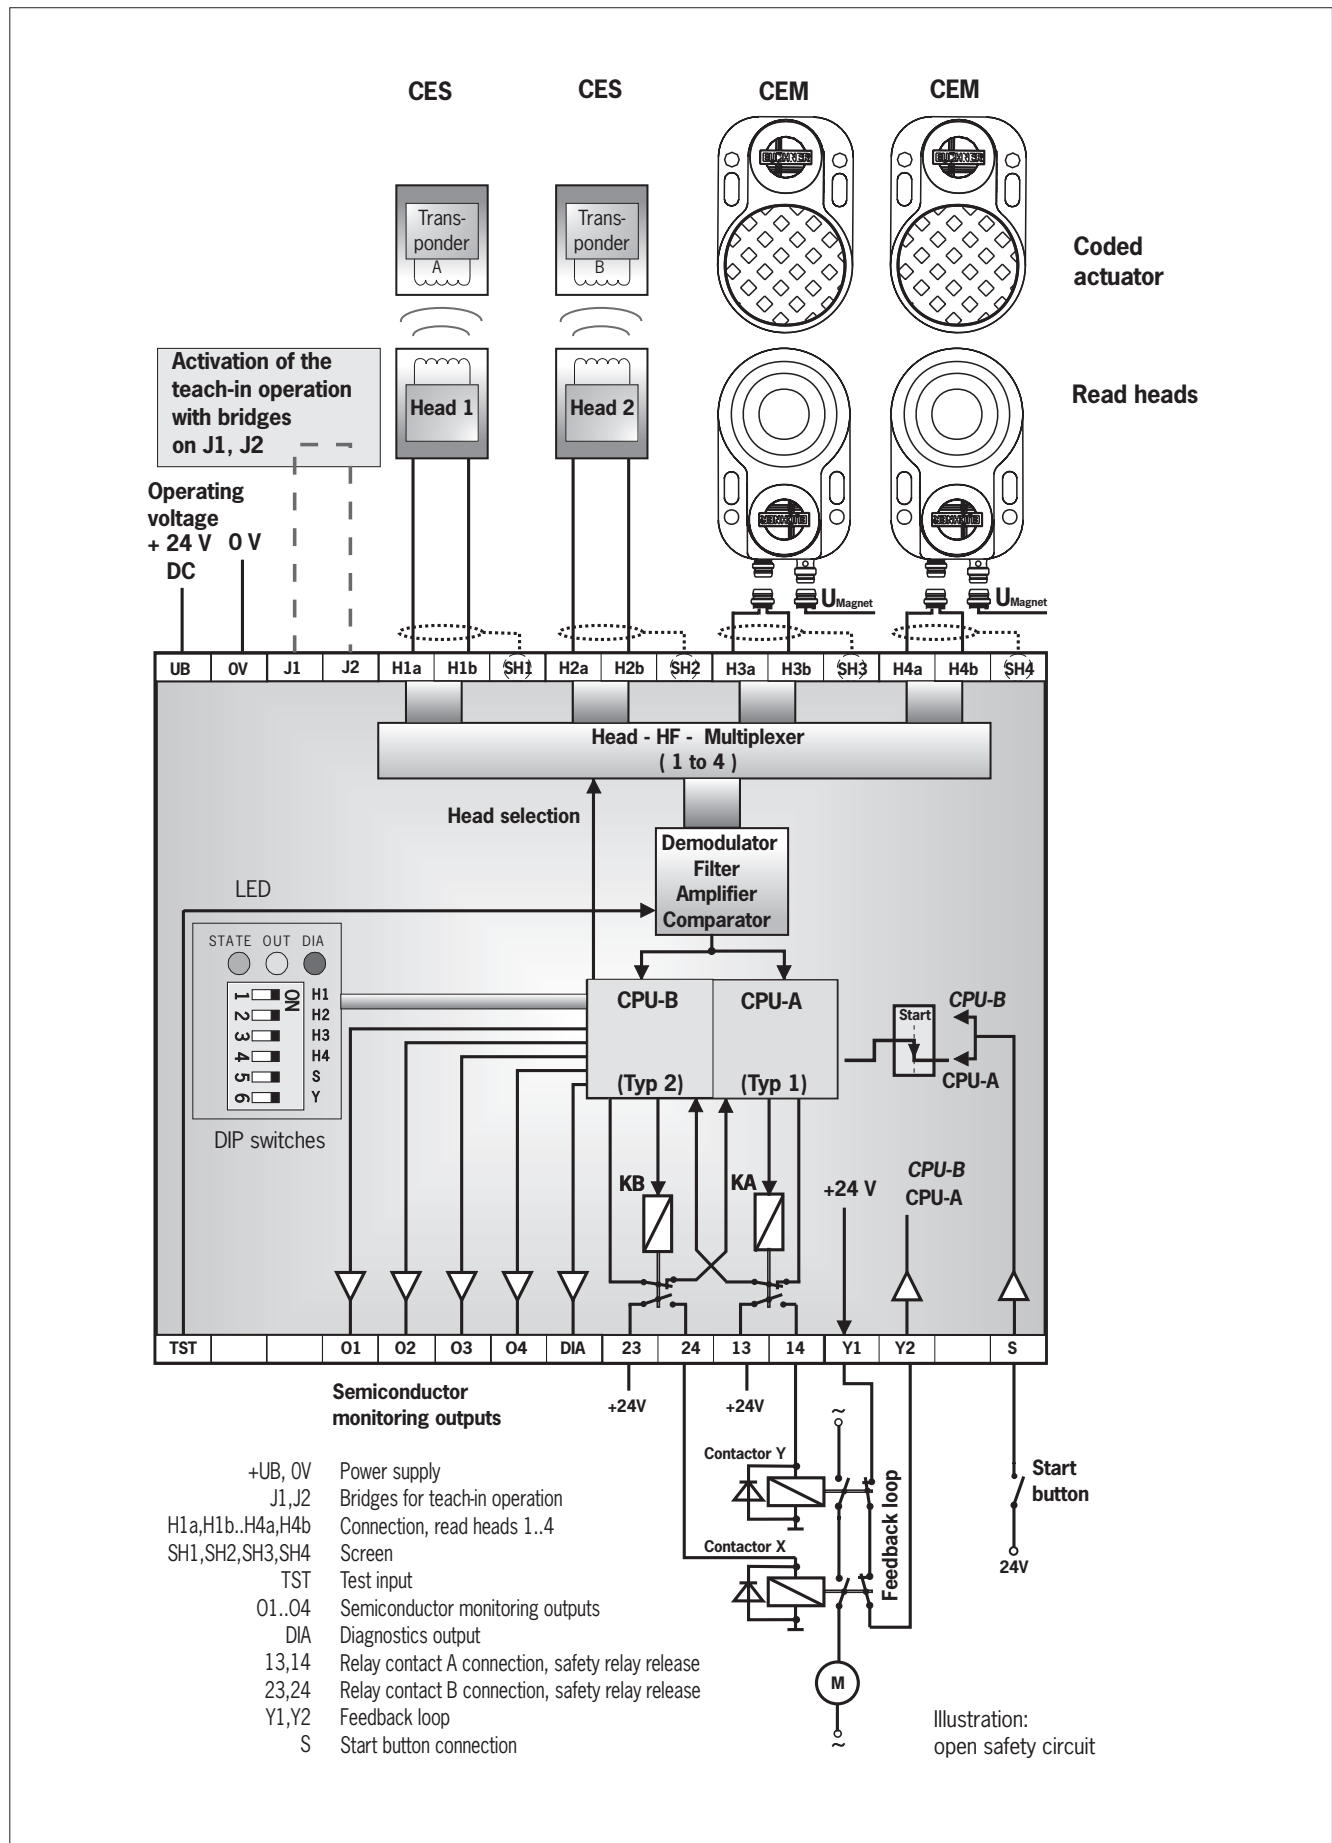 CES CES CEM CEM
EUCHNER EUCHNER
Trans-
ponder
A
Trans-
ponder
B
Coded
actuator
Activation of the
teach-in operation
with bridges
on J1, J2
Head 1 Head 2
Read heads
EUCHNER EUCHNER
Operating
voltage
+ 24 V 0 V
DC
UMagnet UMagnet
UB 0V J1 J2 H1a H1b SH1 H2a H2b SH2 H3a H3b SH3 H4a H4b SH4
Head - HF - Multiplexer
( 1 to 4 )
Head selection
Demodulator
Filter
Amplifier
Comparator
LED
STATE OUT DIA
ON
1 H1
2 H2
3 H3
4 H4
5 S
6 Y
DIP switches
CPU-B CPU-A
(Typ 2) (Typ 1)
Start
CPU-B
CPU-A
KB KA
+24 V
CPU-B
CPU-A
TST O1 O2 O3 O4 DIA 23 24 13 14 Y1 Y2 S
Semiconductor
monitoring outputs
+24V +24V
~
Contactor Y
Contactor X
Feedback loop
Start
button
24V
M
~
+UB, 0V Power supply
J1,J2 Bridges for teach-in operation
H1a,H1b..H4a,H4b Connection, read heads 1..4
SH1,SH2,SH3,SH4 Screen
TST Test input
O1..O4 Semiconductor monitoring outputs
DIA Diagnostics output
13,14 Relay contact A connection, safety relay release
23,24 Relay contact B connection, safety relay release
Y1,Y2 Feedback loop
S Start button connection
Illustration:
open safety circuit